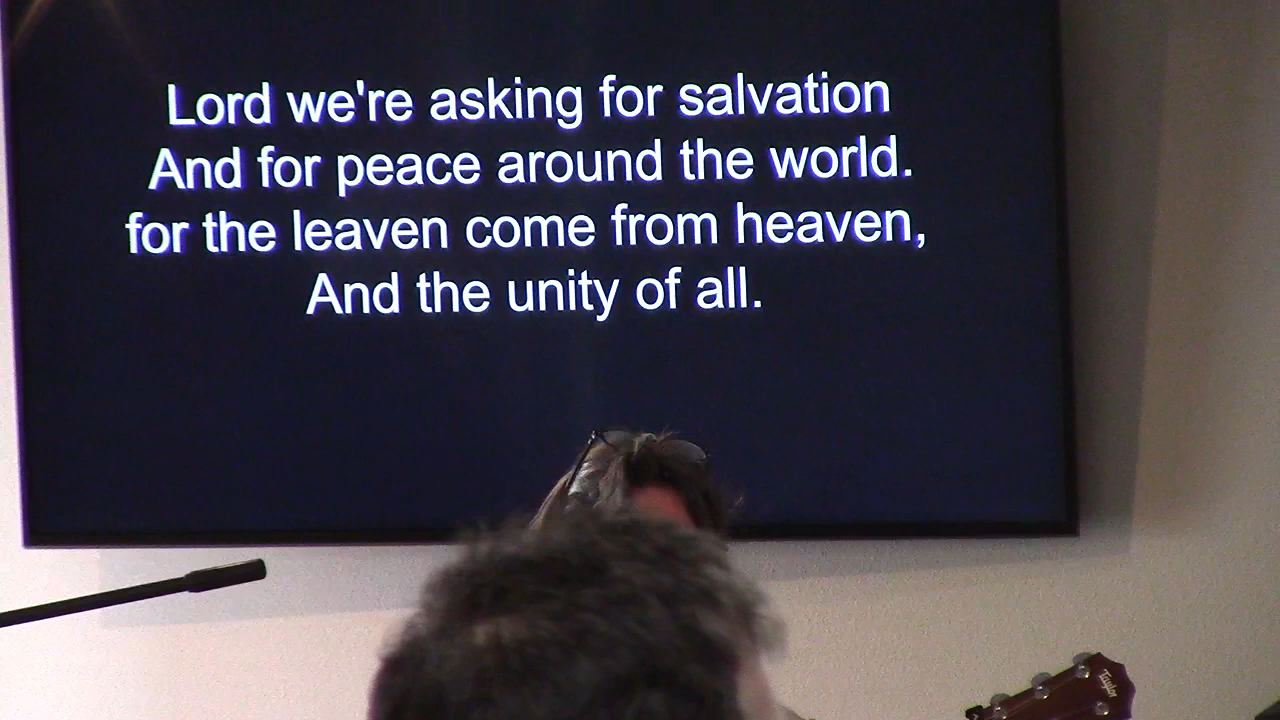 Lord we're asking for salvation
And for peace around the world.
for the leaven come from heaven,
And the unity of all.
Taylor